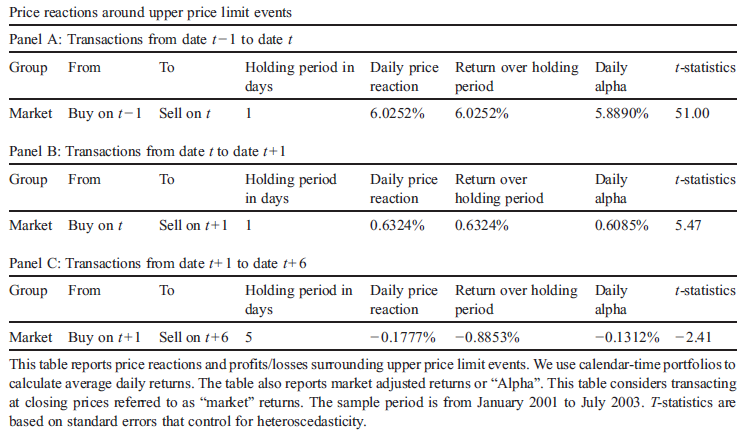 Price reactions around upper price limit events
Panel A: Transactions from date t−1 to date t
Group From To Holding period in days Daily price reaction Return over holding period Daily alpha t-statistics
Market Buy on t−1 Sell on t 1 6.0252% 6.0252% 5.8890% 51.00
Panel B: Transactions from date t to date t+1
Group From To Holding period in days Daily price reaction Return over holding period Daily alpha t-statistics
Market Buy on t Sell on t+1 1 0.6324% 0.6324% 0.6085% 5.47
Panel C: Transactions from date t+1 to date t+6
Group From To Holding period in days Daily price reaction Return over holding period Daily alpha t-statistics
Market Buy on t+1 Sell on t+6 5 −0.1777% −0.8853% −0.1312% −2.41
This table reports price reactions and profits/losses surrounding upper price limit events. We use calendar-time portfolios to
calculate average daily returns. The table also reports market adjusted returns or “Alpha”. This table considers transacting
at closing prices referred to as “market” returns. The sample period is from January 2001 to July 2003. T-statistics are
based on standard errors that control for heteroscedasticity.